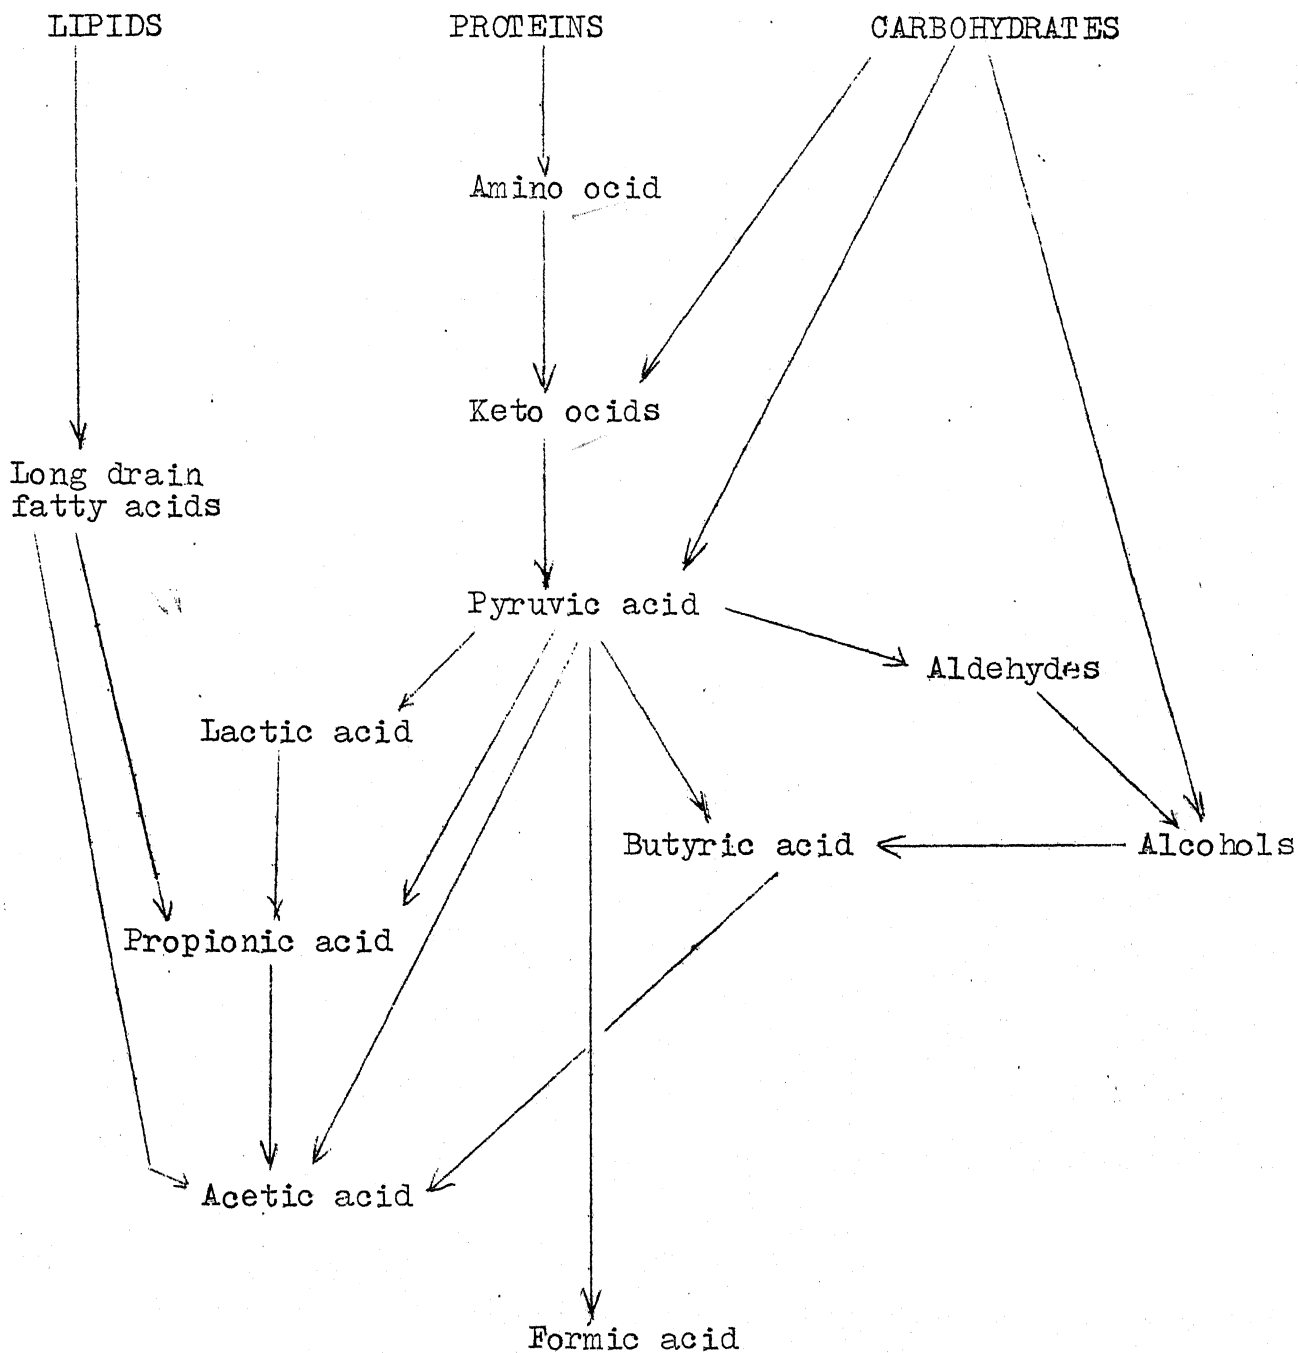 LIPIDS
PROTEINS
CARBOHYDRATES
Amino ocid
Keto ocids
Long drain
fatty acids
Pyruvic acid
Aldehydes
Lactic acid
Butyric acid
Alcohols
Propionic acid
Acetic acid
Formic acid